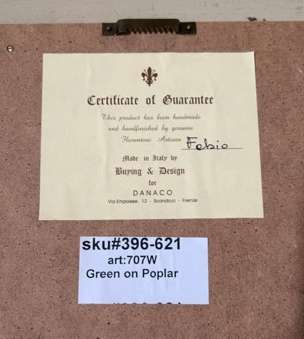 Certificate of Guarantee
This product has been handmade
and handfinished by genuine
Florentine Artisan Fabio
Made in Italy by
Buying & Design
for
DANACO
Via Empolese, 12 - Scandicci - Firenze
sku#396-621
art:707W
Green on Poplar